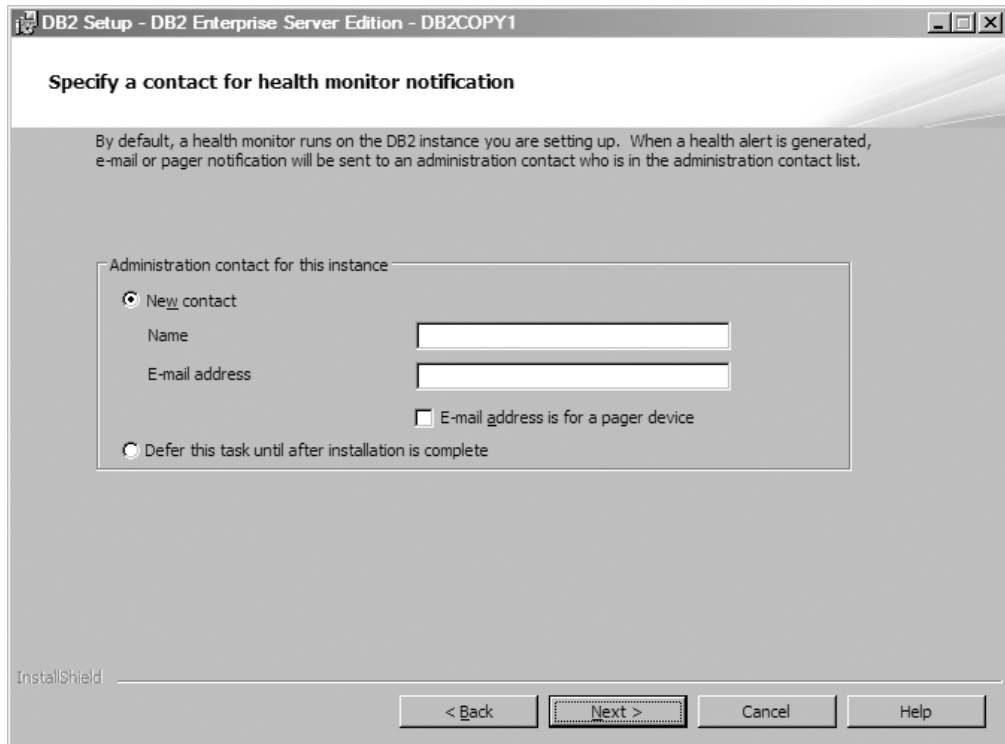 DB2 Setup - DB2 Enterprise Server Edition - DB2COPY1
Specify a contact for health monitor notification
By default, a health monitor runs on the DB2 instance you are setting up. When a health alert is generated,
e-mail or pager notification will be sent to an administration contact who is in the administration contact list.
Administration contact for this instance
New contact
Name
E-mail address
E-mail address is for a pager device
Defer this task until after installation is complete
InstallShield
< Back Next > Cancel Help